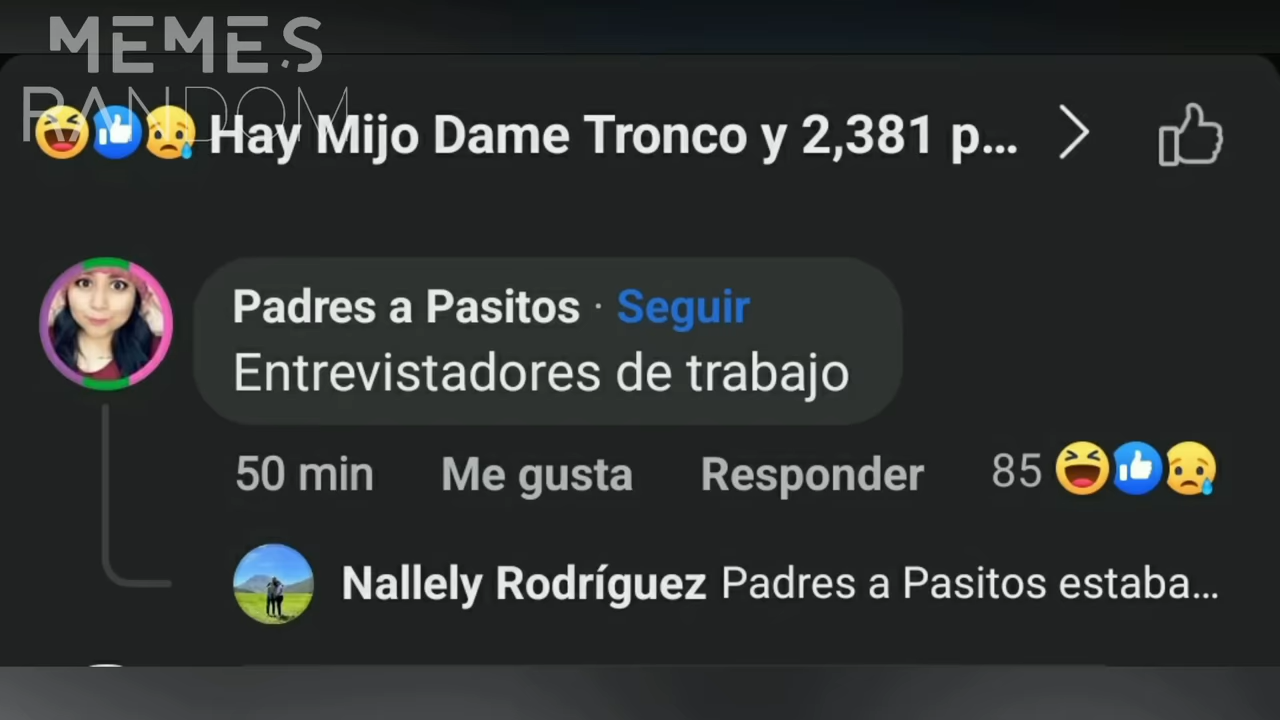 MEMES
RANDOM
Hay Mijo Dame Tronco y 2,381 p...
Padres a Pasitos · Seguir
Entrevistadores de trabajo
50 min Me gusta Responder 85
Nallely Rodríguez Padres a Pasitos estaba...